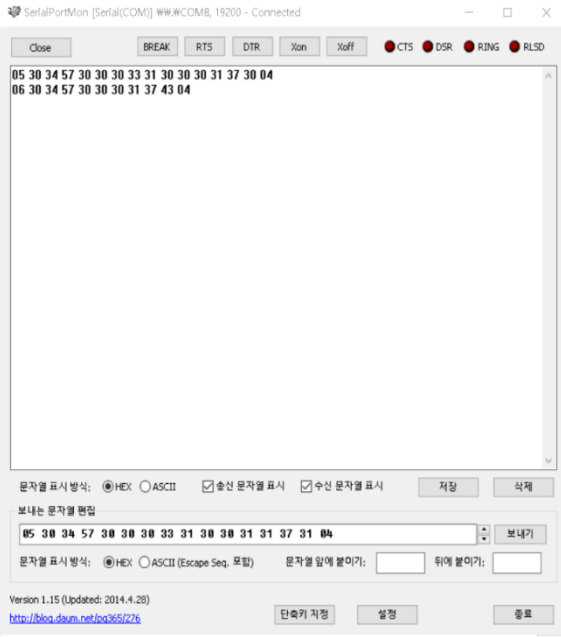 SerialPortMon [Serial(COM)] ₩₩.₩COM8, 19200 - Connected
Close BREAK RTS DTR Xon Xoff CTS DSR RING RLSD
05 30 34 57 30 30 30 33 31 30 30 30 31 37 30 04
06 30 34 57 30 30 30 31 37 43 04
문자열 표시 방식: HEX ASCII 송신 문자열 표시 수신 문자열 표시 저장 삭제
보내는 문자열 편집
05 30 34 57 30 30 30 33 31 30 30 31 31 37 31 04 보내기
문자열 표시 방식: HEX ASCII (Escape Seq. 포함) 문자열 앞에 붙이기: 뒤에 붙이기:
Version 1.15 (Updated: 2014.4.28)
http://blog.daum.net/pg365/276 단축키 지정 설정 종료